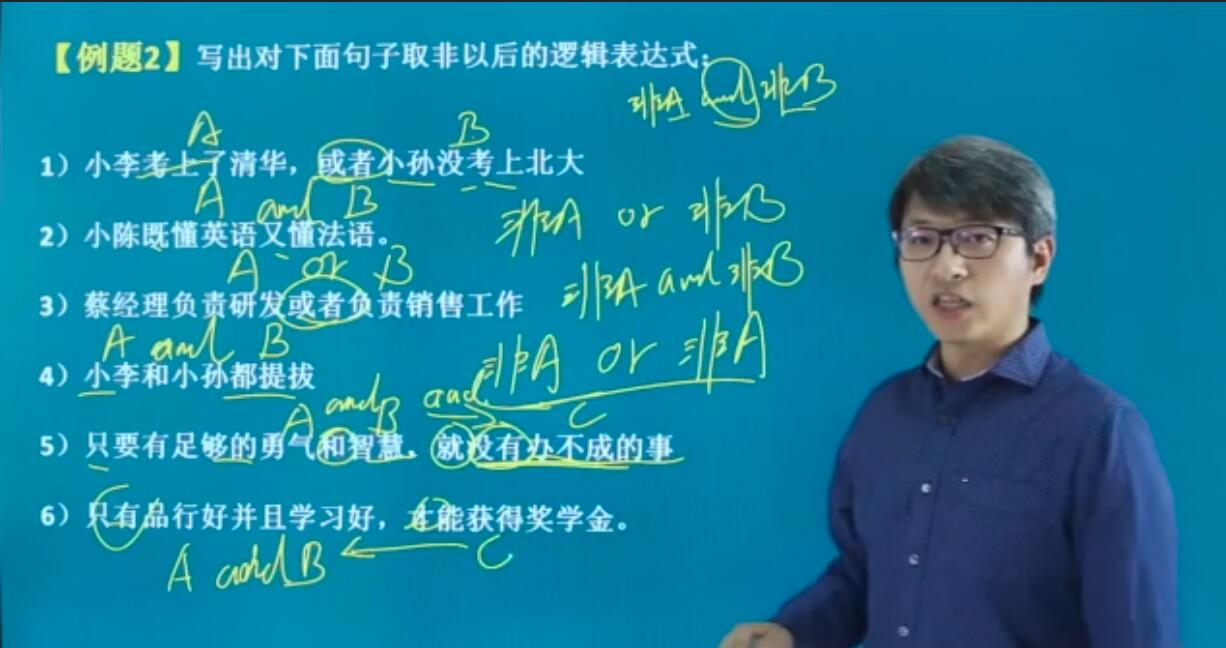 【例题2】写出对下面句子取非以后的逻辑表达式：
非A and 非B
A B
1）小李考上了清华，或者小孙没考上北大
A and B 非A or 非B
2）小陈既懂英语又懂法语。
A or B 非A and 非B
3）蔡经理负责研发或者负责销售工作
A and B 非A or 非A
4）小李和小孙都提拔
A and B and C
5）只要有足够的勇气和智慧，就没有办不成的事
6）只有品行好并且学习好，才能获得奖学金。
A add B ← C